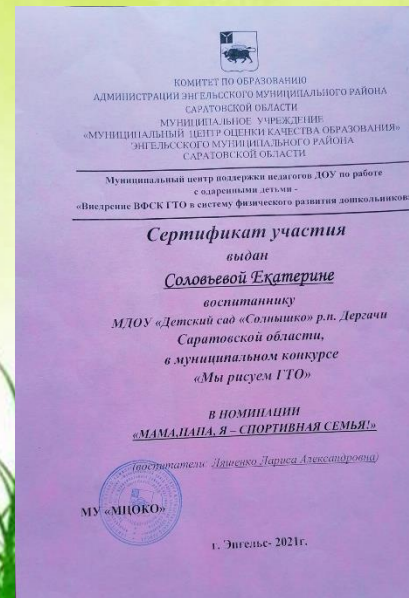 КОМИТЕТ ПО ОБРАЗОВАНИЮ
АДМИНИСТРАЦИИ ЭНГЕЛЬССКОГО МУНИЦИПАЛЬНОГО РАЙОНА
САРАТОВСКОЙ ОБЛАСТИ
МУНИЦИПАЛЬНОЕ УЧРЕЖДЕНИЕ
«МУНИЦИПАЛЬНЫЙ ЦЕНТР ОЦЕНКИ КАЧЕСТВА ОБРАЗОВАНИЯ»
ЭНГЕЛЬССКОГО МУНИЦИПАЛЬНОГО РАЙОНА
САРАТОВСКОЙ ОБЛАСТИ
Муниципальный центр поддержки педагогов ДОУ по работе
с одаренными детьми -
«Внедрение ВФСК ГТО в систему физического развития дошкольников»
Сертификат участия
выдан
Соловьевой Екатерине
воспитаннику
МДОУ «Детский сад «Солнышко» р.п. Дергачи
Саратовской области,
в муниципальном конкурсе
«Мы рисуем ГТО»
В НОМИНАЦИИ
«МАМА,ПАПА, Я – СПОРТИВНАЯ СЕМЬЯ!»
(воспитатель: Ляшенко Лариса Александровна)
МУ «МЦОКО»
г. Энгельс- 2021г.